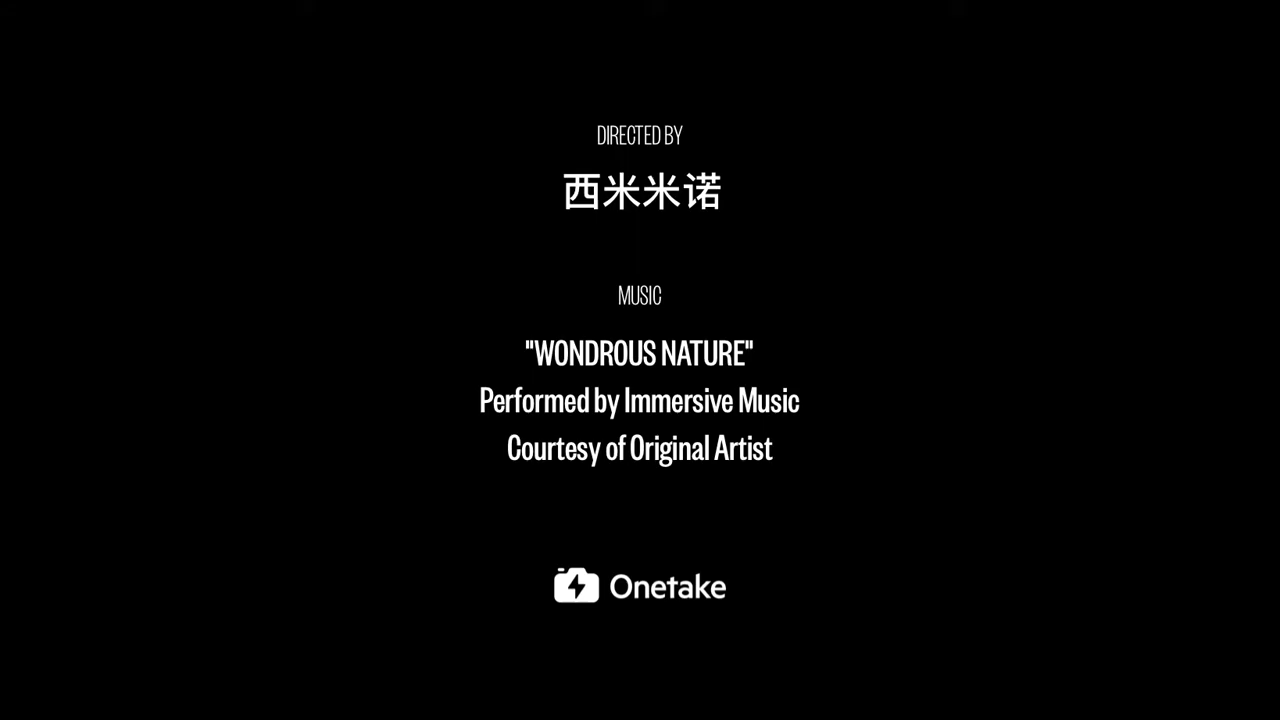 DIRECTED BY
西米米诺
MUSIC
"WONDROUS NATURE"
Performed by Immersive Music
Courtesy of Original Artist
Onetake